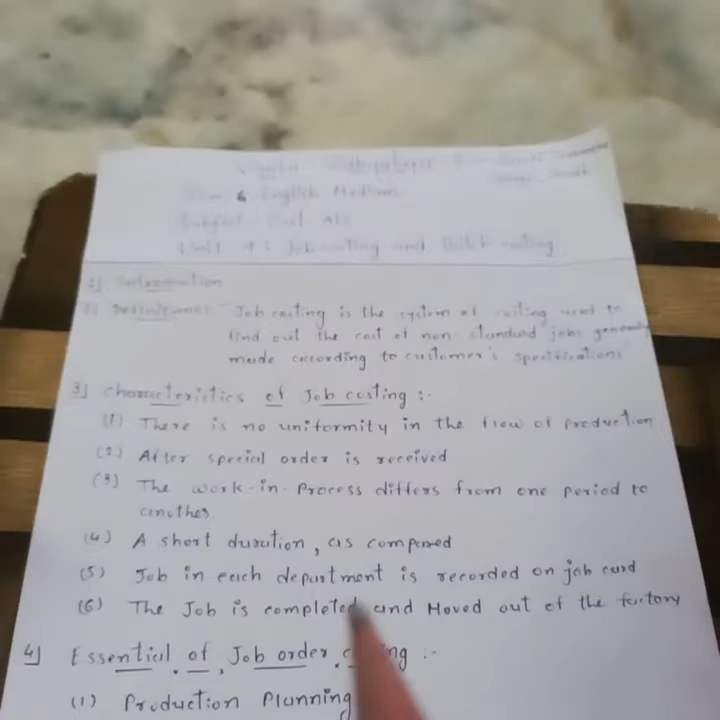 6 English Medium
Unit 4: Job costing and Batch costing
1] Introduction
2] Definitions: "Job costing is the system of costing used to
find out the cost of non-standard jobs
made according to customer's specifications"
3] Characteristics of Job costing :-
(1) There is no uniformity in the flow of production
(2) After special order is received
(3) The work-in-Process differs from one period to
another
(4) A short duration, as compared
(5) Job in each department is recorded on job card
(6) The Job is completed and Moved out of the factory
4] Essential of Job order costing :-
(1) Production Planning